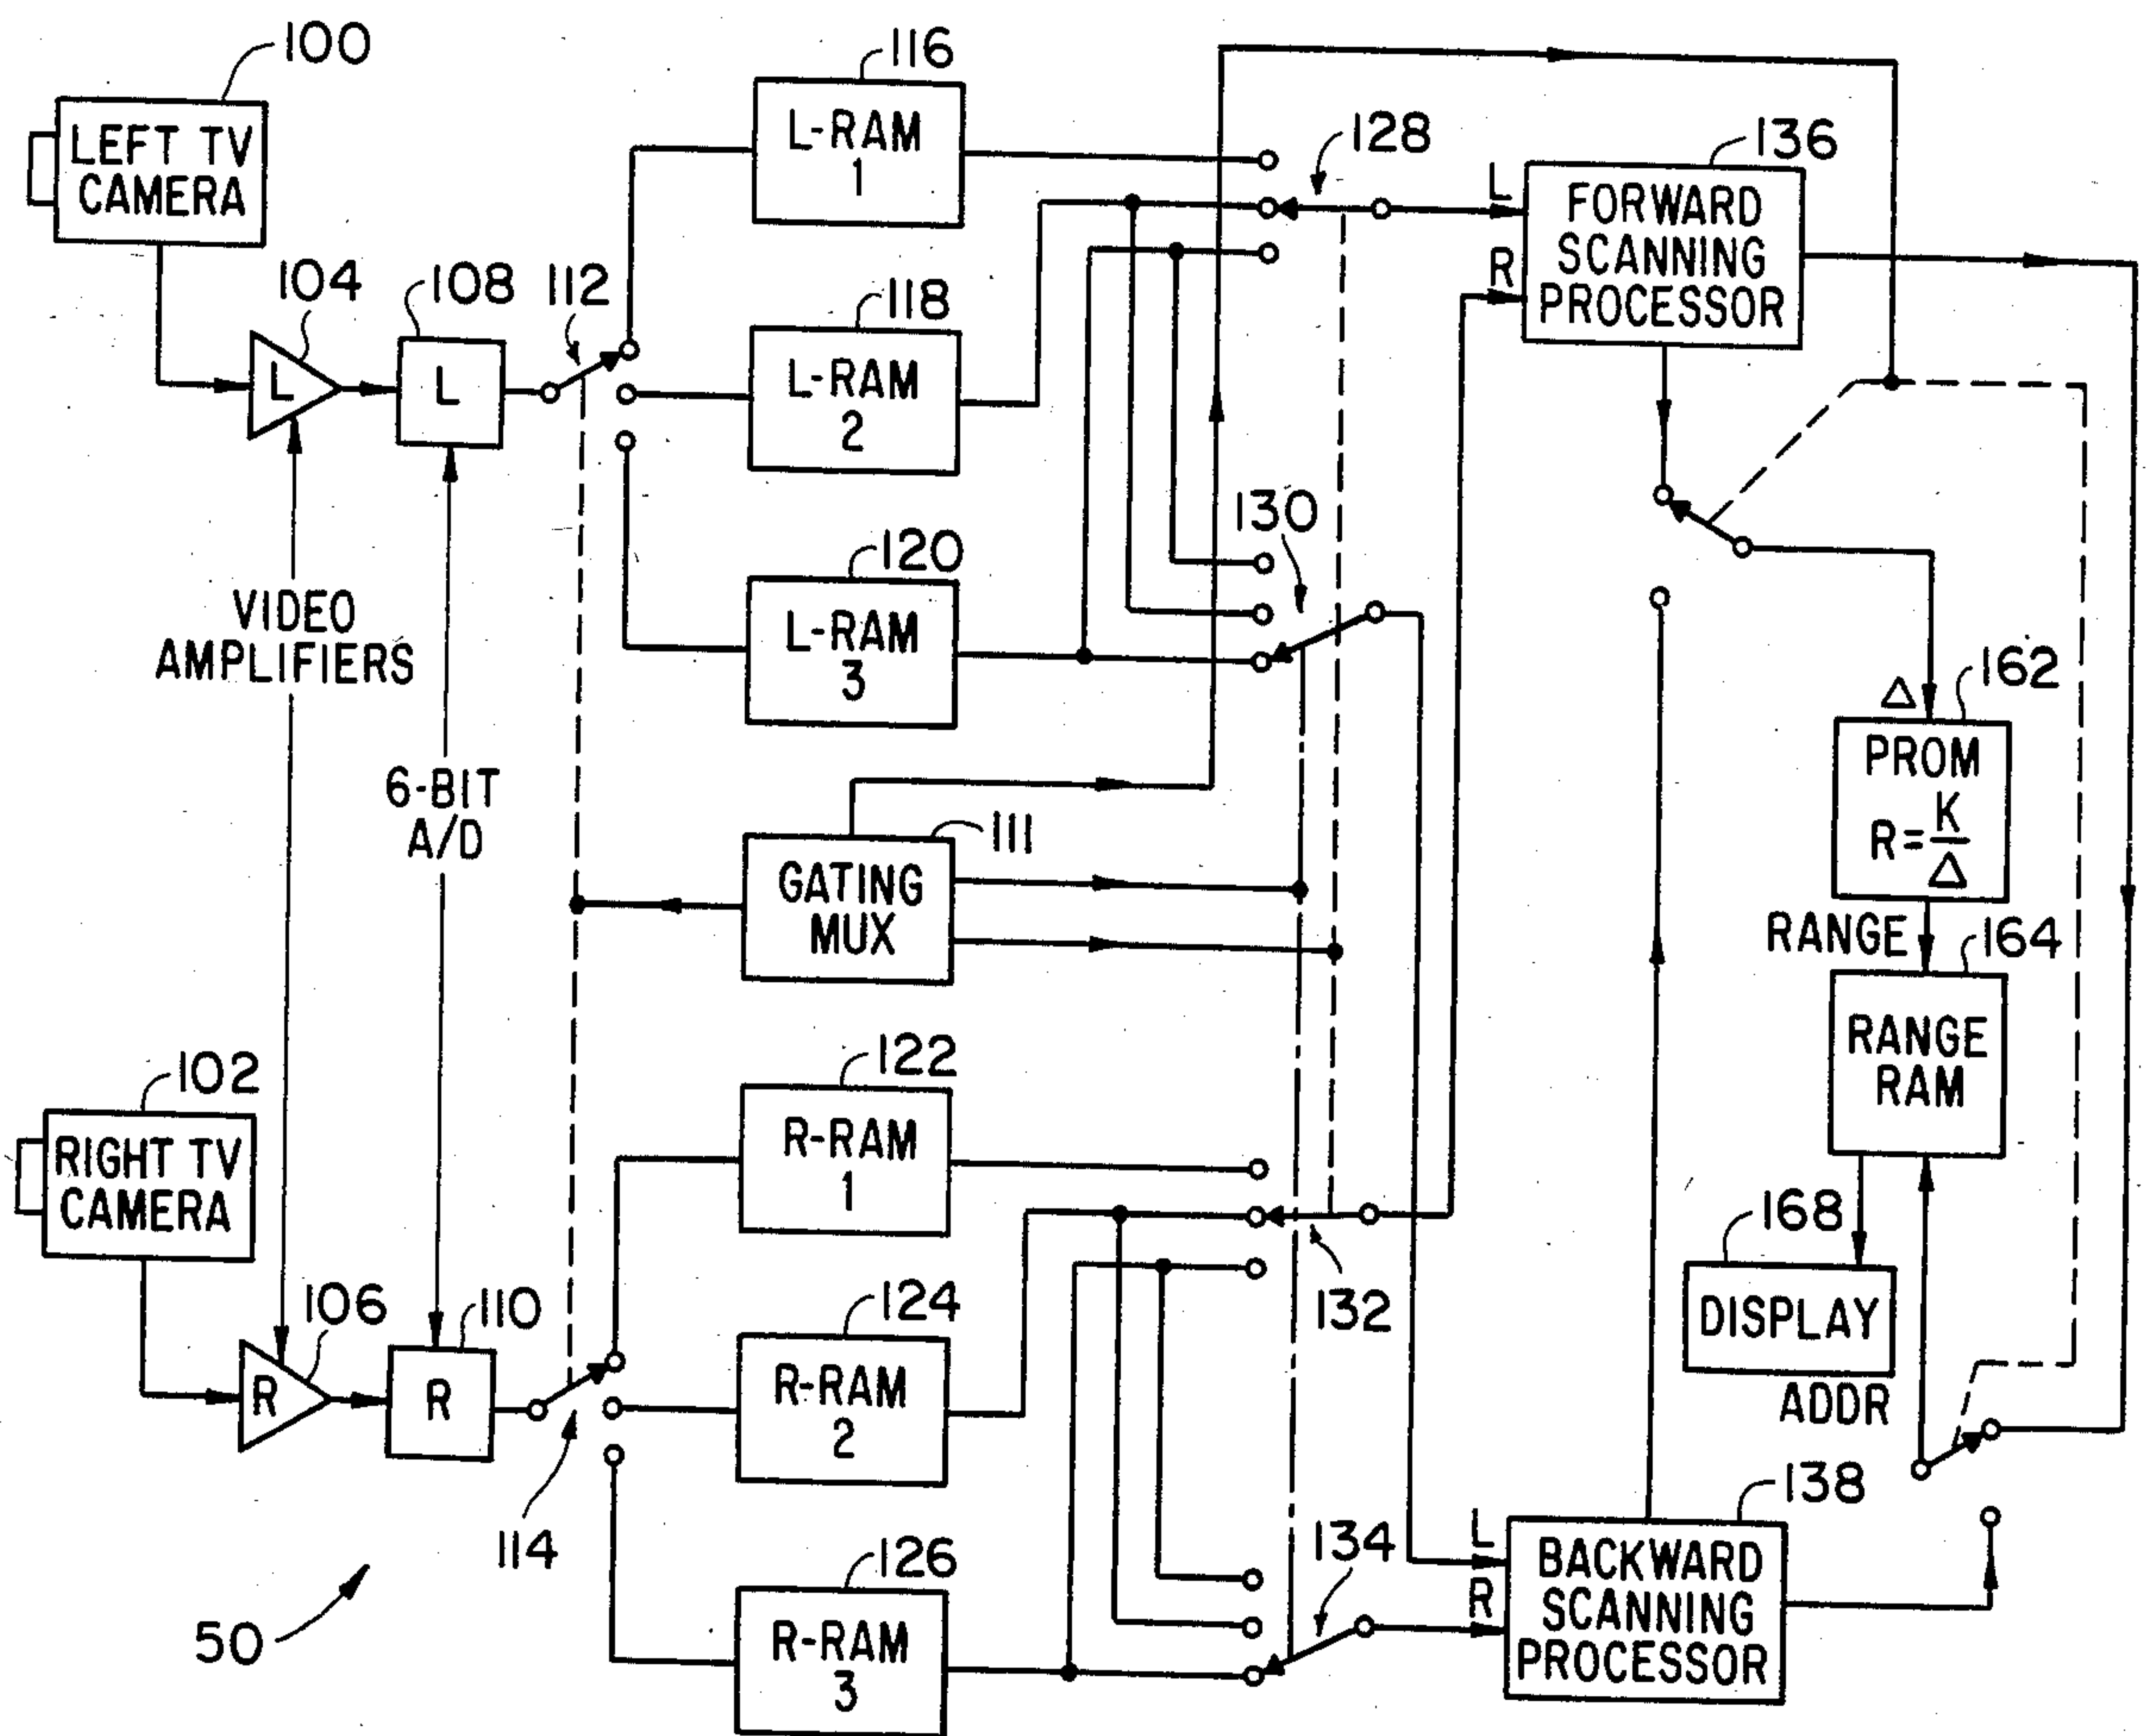 100
LEFT TV
CAMERA
104
L
108
L
112
116
L-RAM
1
118
L-RAM
2
120
L-RAM
3
128
130
136
L
R
FORWARD
SCANNING
PROCESSOR
VIDEO
AMPLIFIERS
6-BIT
A/D
111
GATING
MUX
Δ
162
PROM
R=K/Δ
RANGE
164
RANGE
RAM
102
RIGHT TV
CAMERA
106
R
110
R
114
122
R-RAM
1
124
R-RAM
2
126
R-RAM
3
132
134
168
DISPLAY
ADDR
138
L
R
BACKWARD
SCANNING
PROCESSOR
50